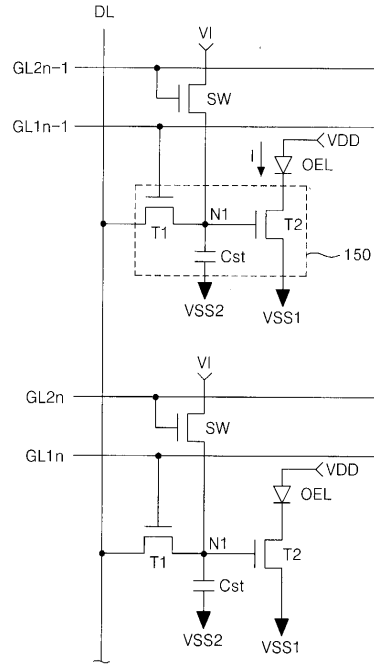 DL
VI
GL2n-1
SW
GL1n-1
VDD
I
OEL
N1
T1
T2
150
Cst
VSS2
VSS1
VI
GL2n
SW
GL1n
VDD
OEL
N1
T1
T2
Cst
VSS2
VSS1